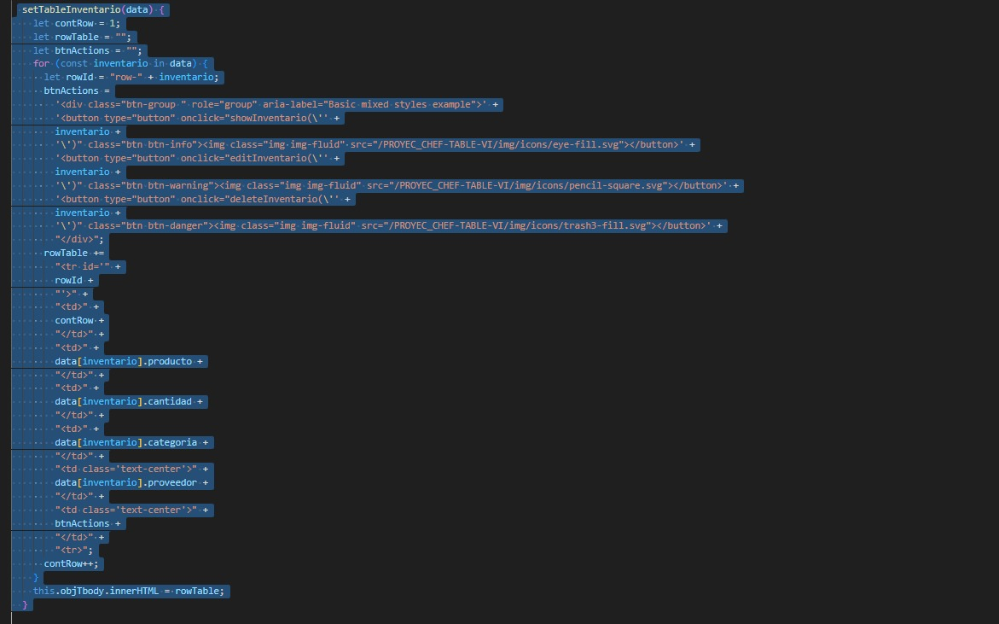 setTableInventario(data) {
let contRow = 1;
let rowTable = "";
let btnActions = "";
for (const inventario in data) {
let rowId = "row-" + inventario;
btnActions =
'<div class="btn-group " role="group" aria-label="Basic mixed styles example">' +
'<button type="button" onclick="showInventario(\'' +
inventario +
'\')" class="btn btn-info"><img class="img img-fluid" src="/PROYEC_CHEF-TABLE-VI/img/icons/eye-fill.svg"></button>' +
'<button type="button" onclick="editInventario(\'' +
inventario +
'\')" class="btn btn-warning"><img class="img img-fluid" src="/PROYEC_CHEF-TABLE-VI/img/icons/pencil-square.svg"></button>' +
'<button type="button" onclick="deleteInventario(\'' +
inventario +
'\')" class="btn btn-danger"><img class="img img-fluid" src="/PROYEC_CHEF-TABLE-VI/img/icons/trash3-fill.svg"></button>' +
"</div>";
rowTable +=
"<tr id='" +
rowId +
"'>" +
"<td>" +
contRow +
"</td>" +
"<td>" +
data[inventario].producto +
"</td>" +
"<td>" +
data[inventario].cantidad +
"</td>" +
"<td>" +
data[inventario].categoria +
"</td>" +
"<td class='text-center'>" +
data[inventario].proveedor +
"</td>" +
"<td class='text-center'>" +
btnActions +
"</td>" +
"<tr>";
contRow++;
}
this.objTbody.innerHTML = rowTable;
}